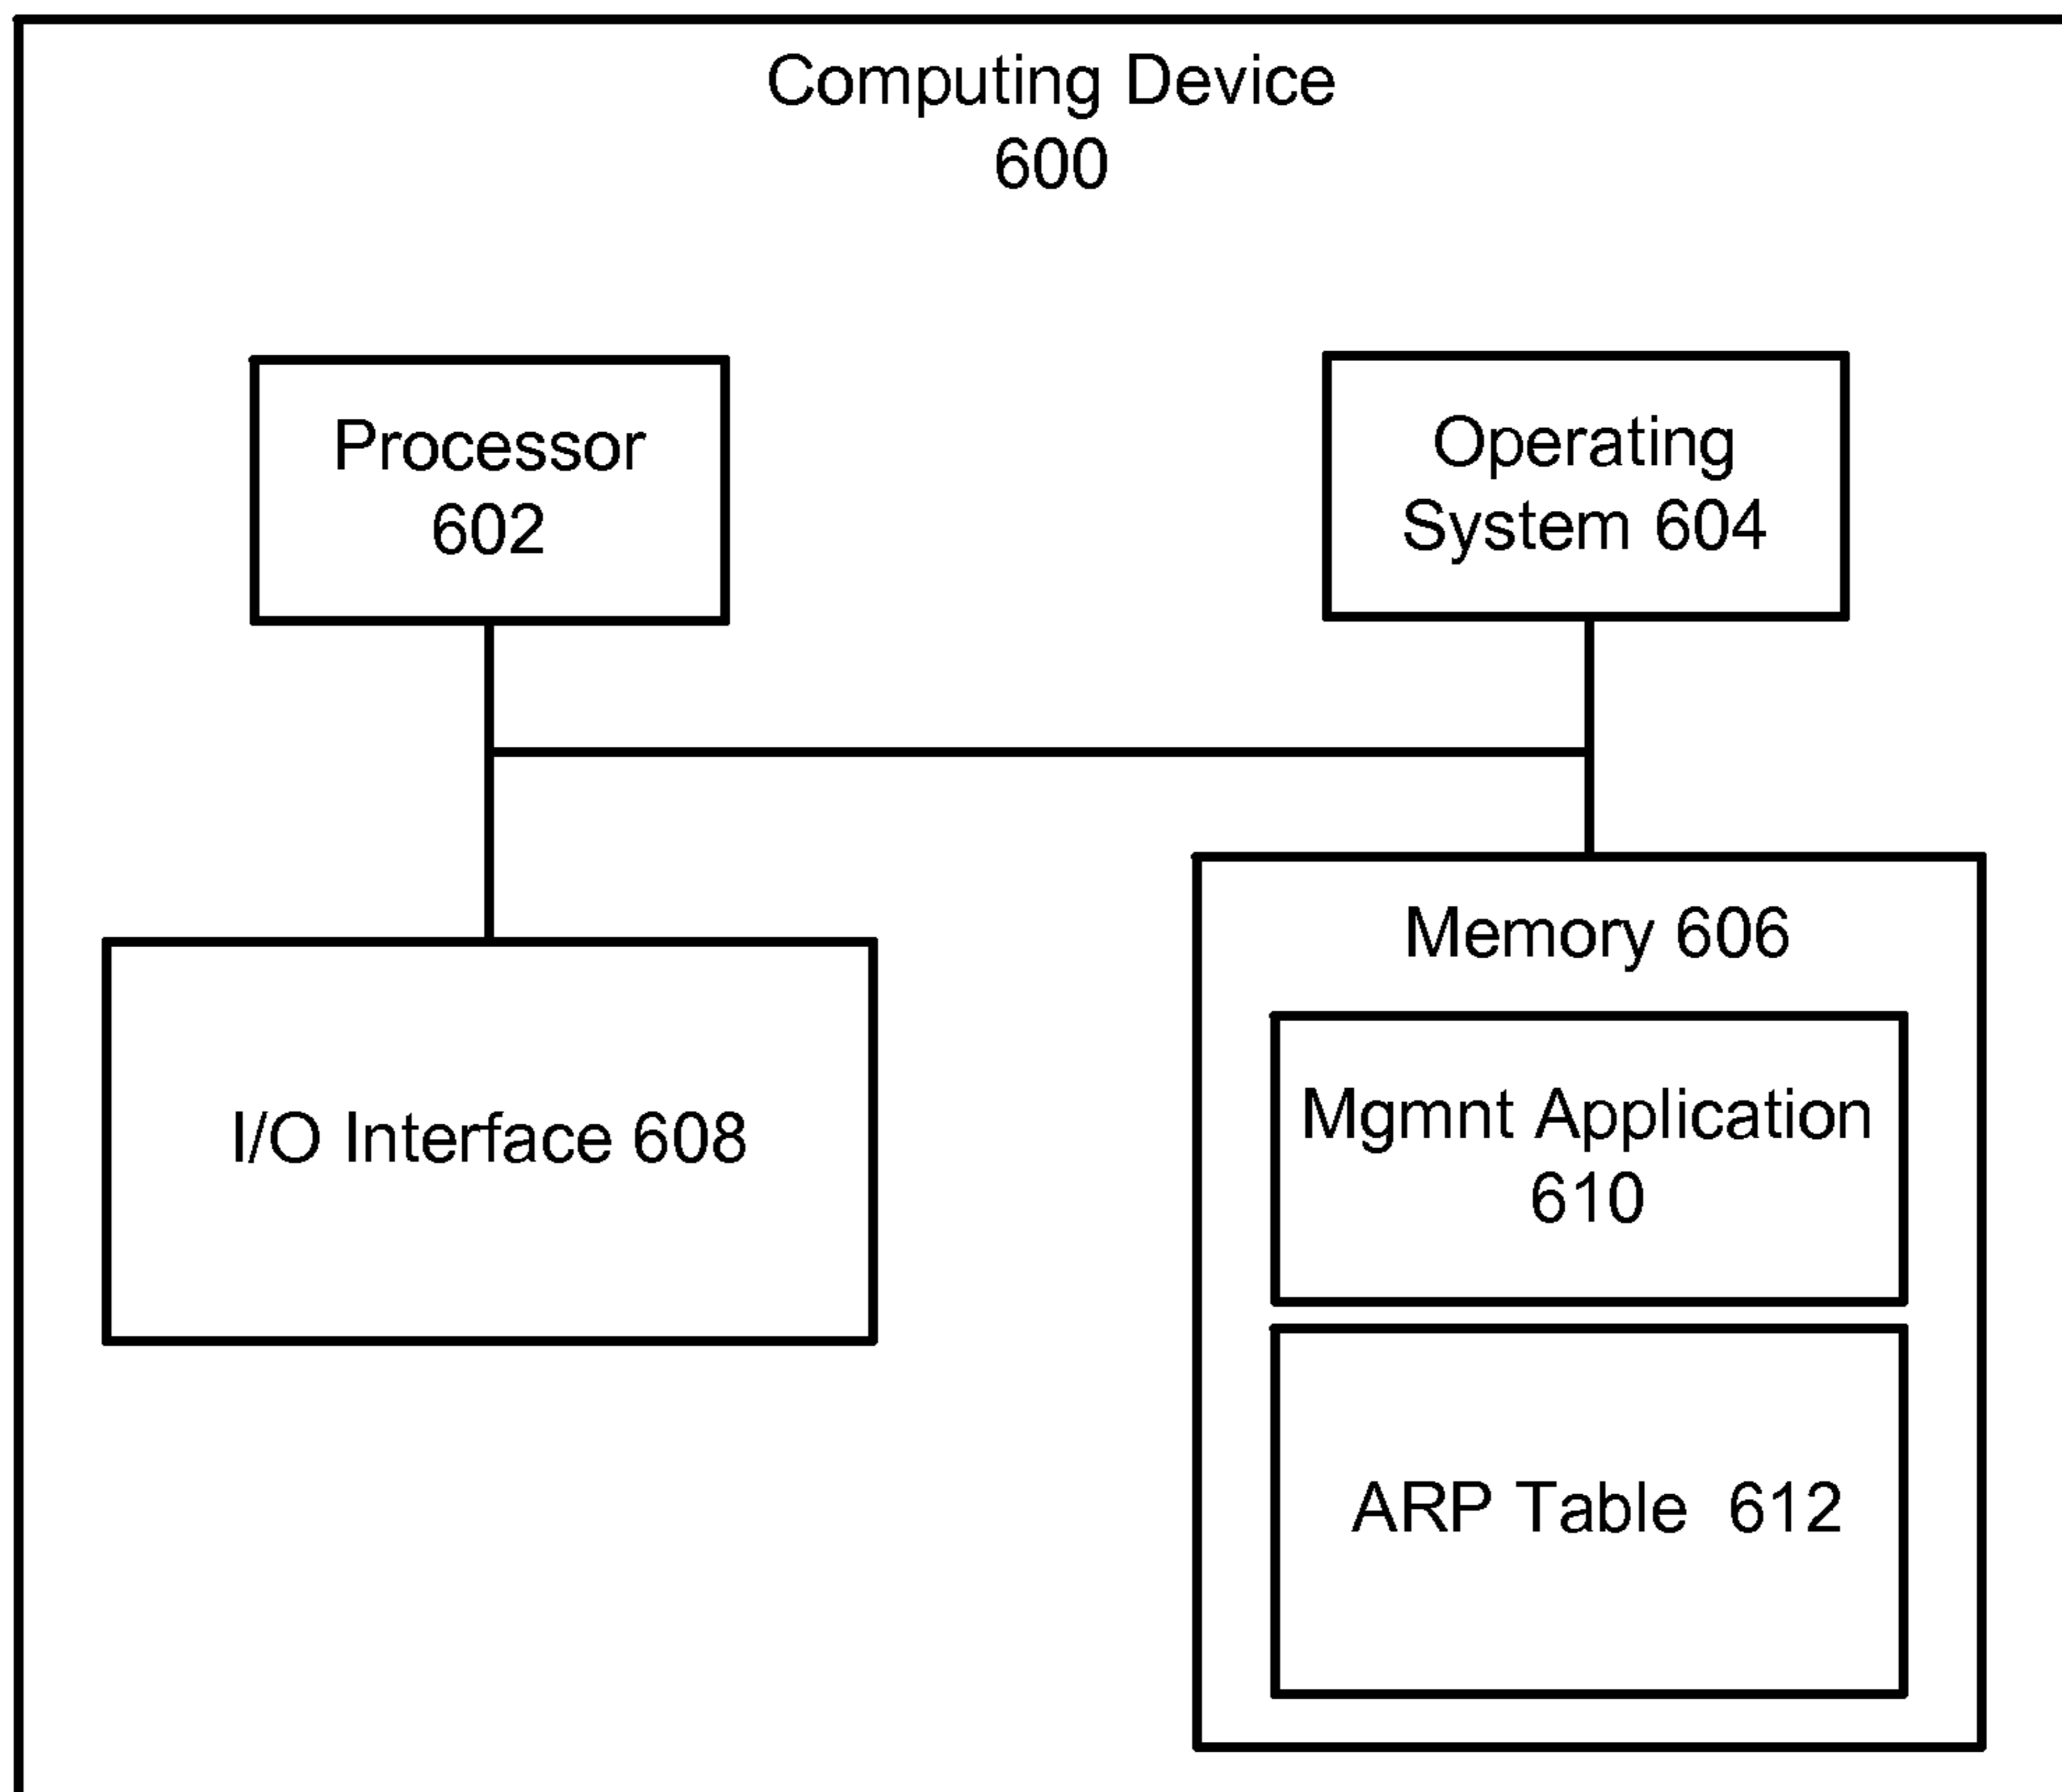 Computing Device
600
Processor
602
Operating
System 604
Memory 606
I/O Interface 608
Mgmnt Application
610
ARP Table 612